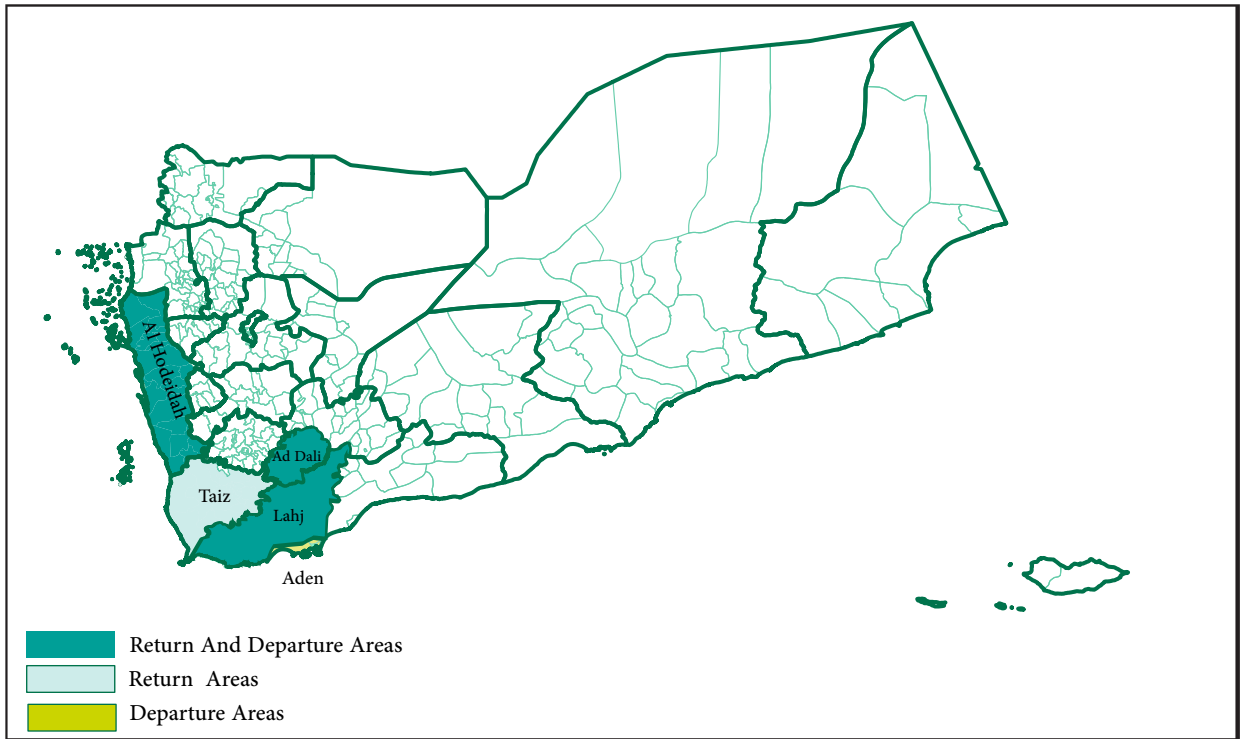 Al Hodeidah
Ad Dali
Taiz
Lahj
Aden
Return And Departure Areas
Return Areas
Departure Areas